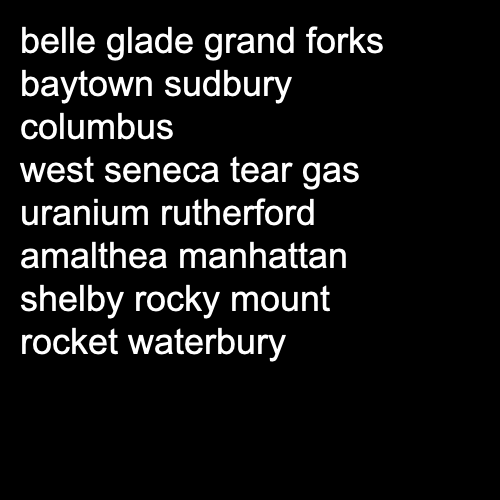 belle glade grand forks
baytown sudbury
columbus
west seneca tear gas
uranium rutherford
amalthea manhattan
shelby rocky mount
rocket waterbury